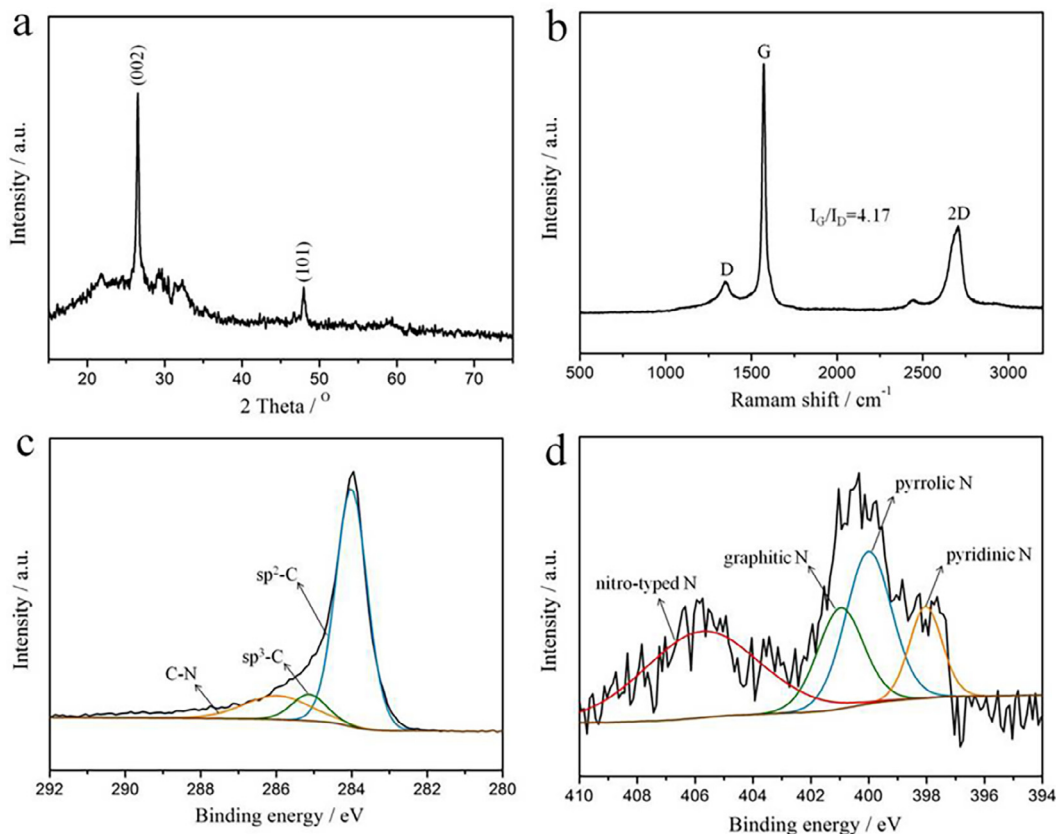 a
(002)
(101)
Intensity / a.u.
20 30 40 50 60 70
2 Theta / °
b
G
I_G/I_D=4.17
2D
D
Intensity / a.u.
500 1000 1500 2000 2500 3000
Ramam shift / cm⁻¹
c
sp²-C
sp³-C
C-N
Intensity / a.u.
292 290 288 286 284 282 280
Binding energy / eV
d
pyrrolic N
graphitic N
pyridinic N
nitro-typed N
Intensity / a.u.
410 408 406 404 402 400 398 396 394
Binding energy / eV